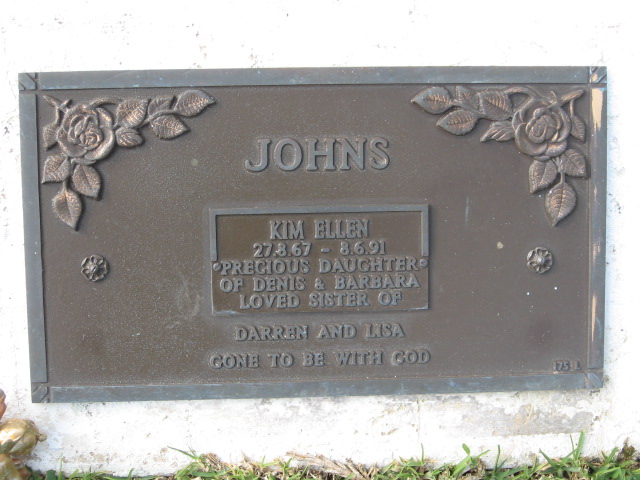 JOHNS
KIM ELLEN
27.8.67 - 8.6.91
PRECIOUS DAUGHTER
OF DENIS & BARBARA
LOVED SISTER OF
DARREN AND LISA
GONE TO BE WITH GOD
175 L